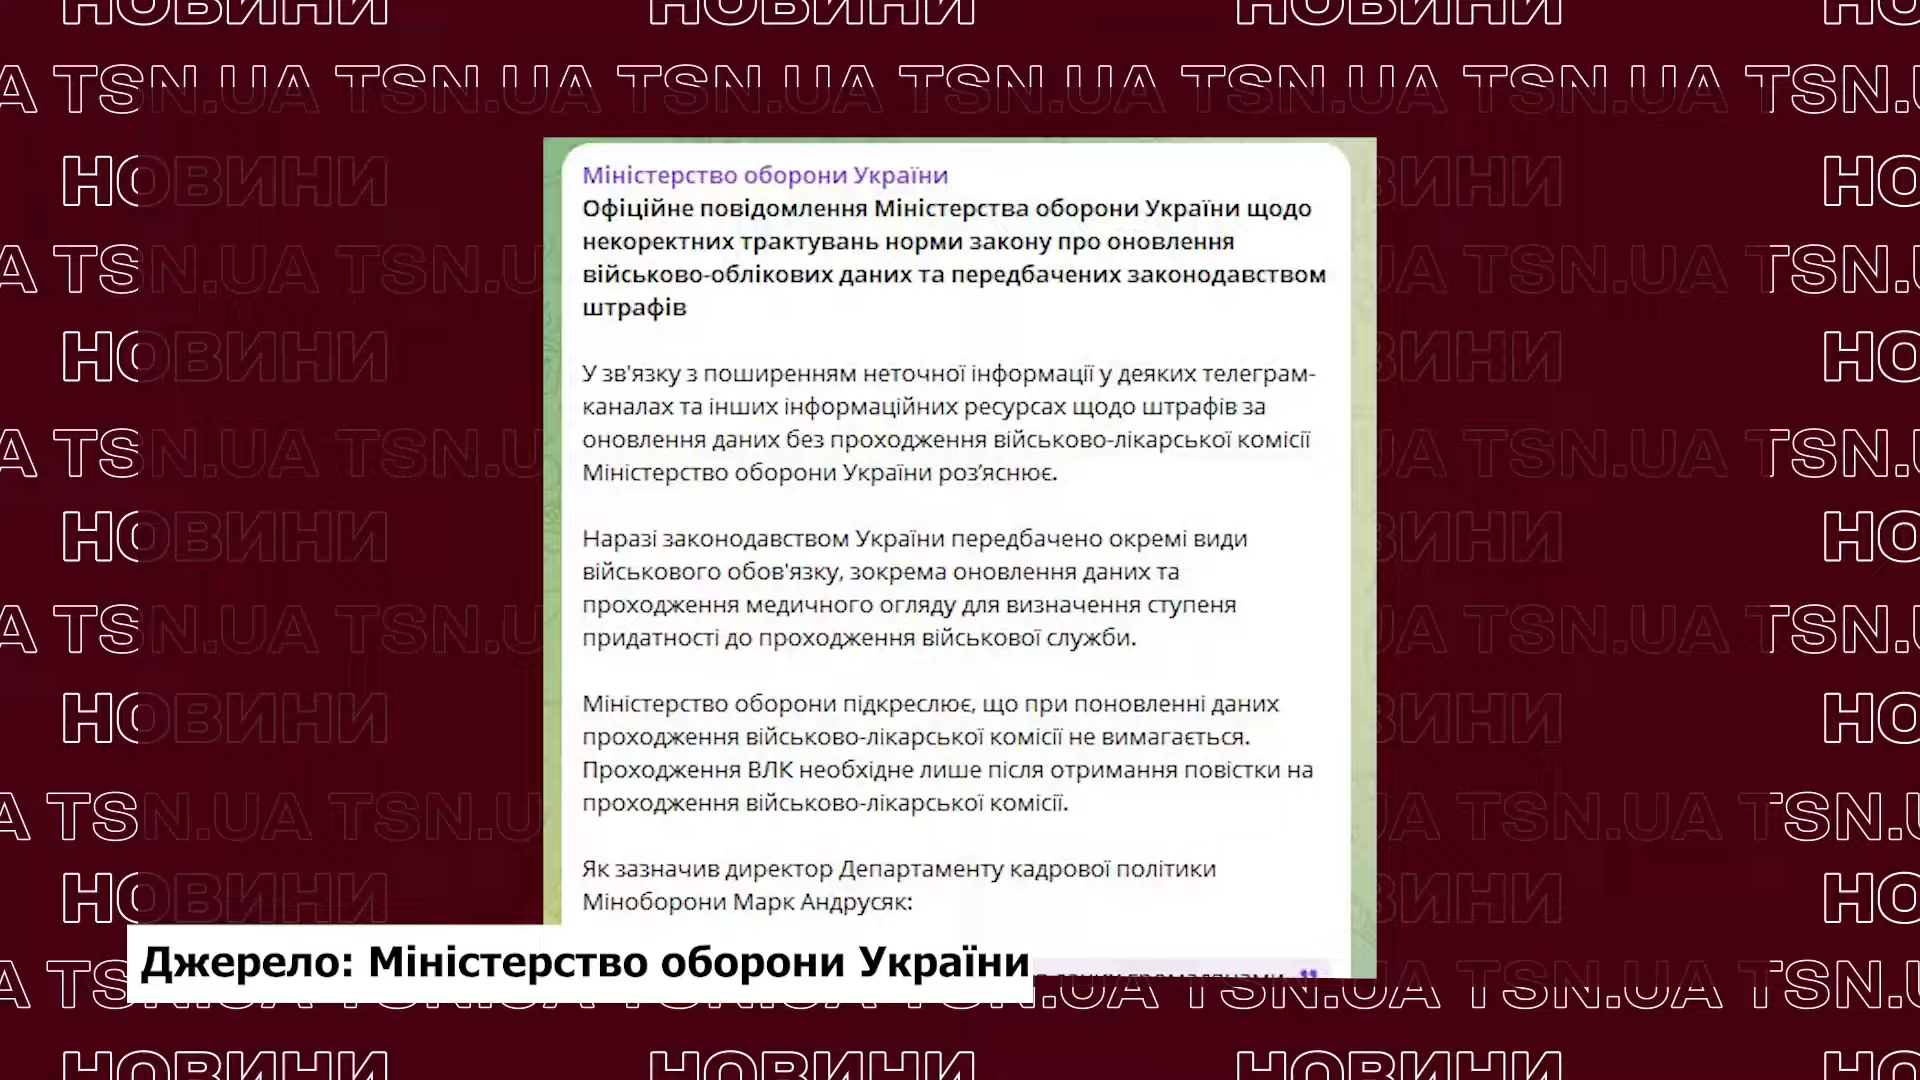 НОВИНИ НОВИНИ НОВИНИ
TSN.UA TSN.UA TSN.UA TSN.UA TSN.UA TSN.UA
Міністерство оборони України
Офіційне повідомлення Міністерства оборони України щодо
некоректних трактувань норми закону про оновлення
військово-облікових даних та передбачених законодавством
штрафів
У зв'язку з поширенням неточної інформації у деяких телеграм-
каналах та інших інформаційних ресурсах щодо штрафів за
оновлення даних без проходження військово-лікарської комісії
Міністерство оборони України роз’яснює.
Наразі законодавством України передбачено окремі види
військового обов'язку, зокрема оновлення даних та
проходження медичного огляду для визначення ступеня
придатності до проходження військової служби.
Міністерство оборони підкреслює, що при поновленні даних
проходження військово-лікарської комісії не вимагається.
Проходження ВЛК необхідне лише після отримання повістки на
проходження військово-лікарської комісії.
Як зазначив директор Департаменту кадрової політики
Міноборони Марк Андрусяк:
Джерело: Міністерство оборони України
TSN.UA TSN.UA
НОВИНИ НОВИНИ НОВИНИ